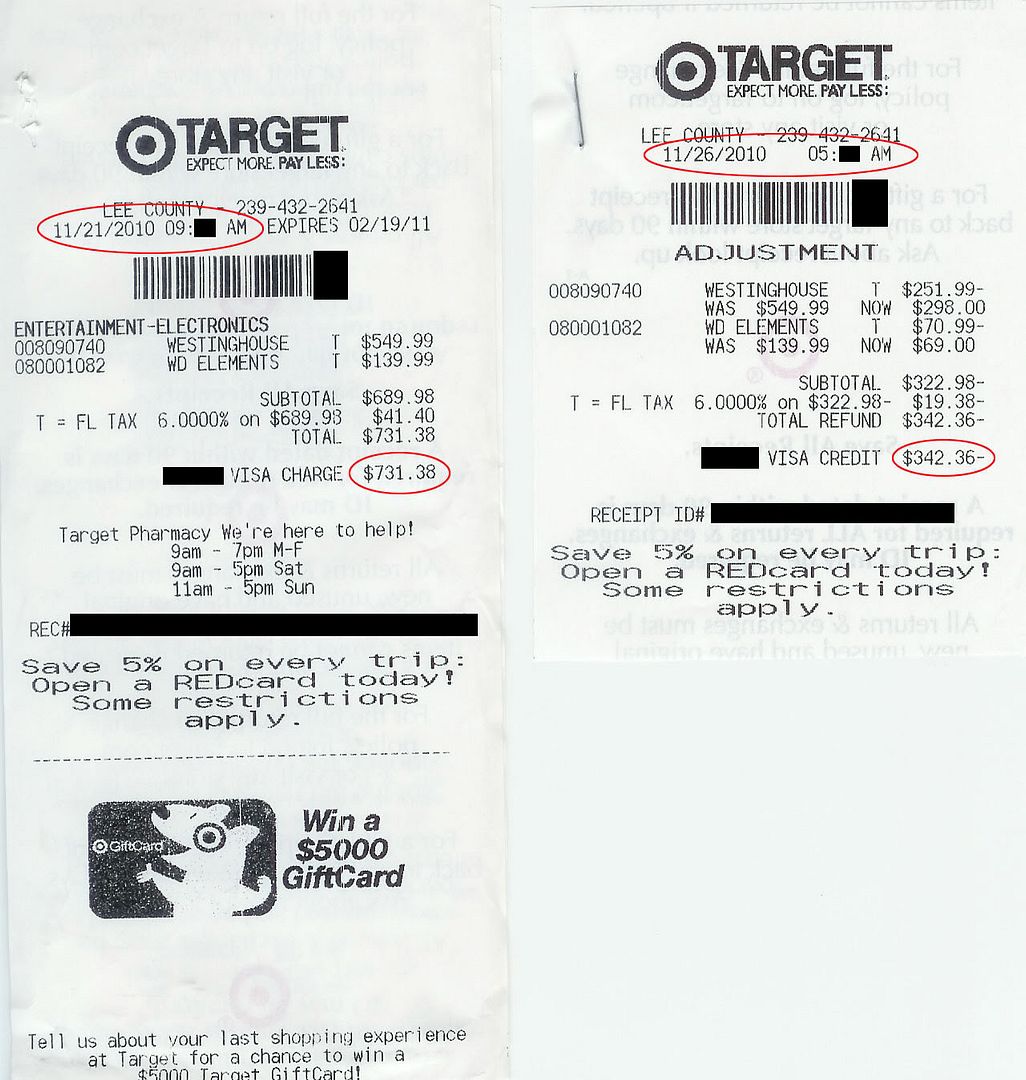 TARGET
EXPECT MORE. PAY LESS:
LEE COUNTY 239-432-2641
11/21/2010 09: AM EXPIRES 02/19/11
ENTERTAINMENT-ELECTRONICS
008090740 WESTINGHOUSE T $549.99
080001082 WD ELEMENTS T $139.99
SUBTOTAL $689.98
T = FL TAX 6.0000% on $689.98 $41.40
TOTAL $731.38
VISA CHARGE $731.38
Target Pharmacy We're here to help!
9am - 7pm M-F
9am - 5pm Sat
11am - 5pm Sun
REC#
Save 5% on every trip:
Open a REDcard today!
Some restrictions
apply.
GiftCard
Win a
$5000
GiftCard
Tell us about your last shopping experience
at Target for a chance to win a
$5000 Target GiftCard!
TARGET
EXPECT MORE. PAY LESS:
LEE COUNTY - 239-432-2641
11/26/2010 05: AM
ADJUSTMENT
008090740 WESTINGHOUSE T $251.99-
WAS $549.99 NOW $298.00
080001082 WD ELEMENTS T $70.99-
WAS $139.99 NOW $69.00
SUBTOTAL $322.98-
T = FL TAX 6.0000% on $322.98- $19.38-
TOTAL REFUND $342.36-
VISA CREDIT $342.36-
RECEIPT ID#
Save 5% on every trip:
Open a REDcard today!
Some restrictions
apply.